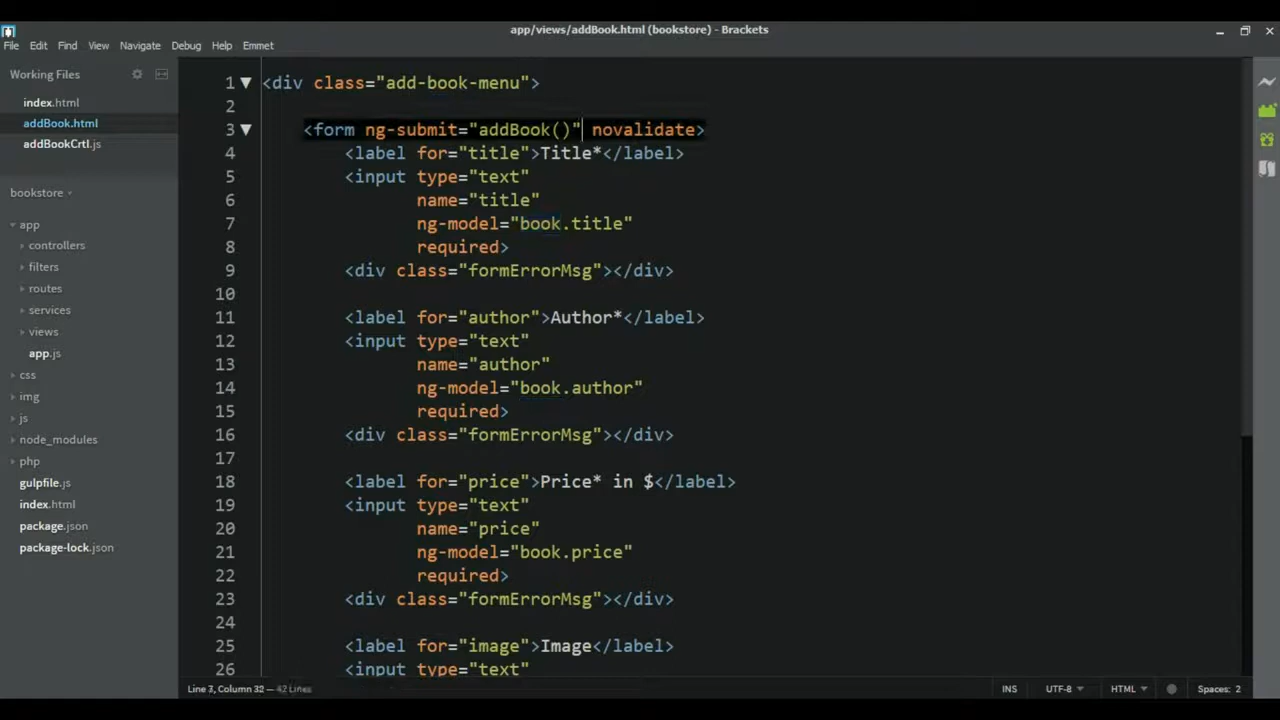 app/views/addBook.html (bookstore) - Brackets
File Edit Find View Navigate Debug Help Emmet
Working Files
index.html
addBook.html
addBookCrtl.js
bookstore
app
controllers
filters
routes
services
views
app.js
css
img
js
node_modules
php
gulpfile.js
index.html
package.json
package-lock.json
1 <div class="add-book-menu">
2
3 <form ng-submit="addBook()" novalidate>
4 <label for="title">Title*</label>
5 <input type="text"
6 name="title"
7 ng-model="book.title"
8 required>
9 <div class="formErrorMsg"></div>
10
11 <label for="author">Author*</label>
12 <input type="text"
13 name="author"
14 ng-model="book.author"
15 required>
16 <div class="formErrorMsg"></div>
17
18 <label for="price">Price* in $</label>
19 <input type="text"
20 name="price"
21 ng-model="book.price"
22 required>
23 <div class="formErrorMsg"></div>
24
25 <label for="image">Image</label>
26 <input type="text"
Line 3, Column 32 — 42 Lines
INS UTF-8 HTML Spaces: 2